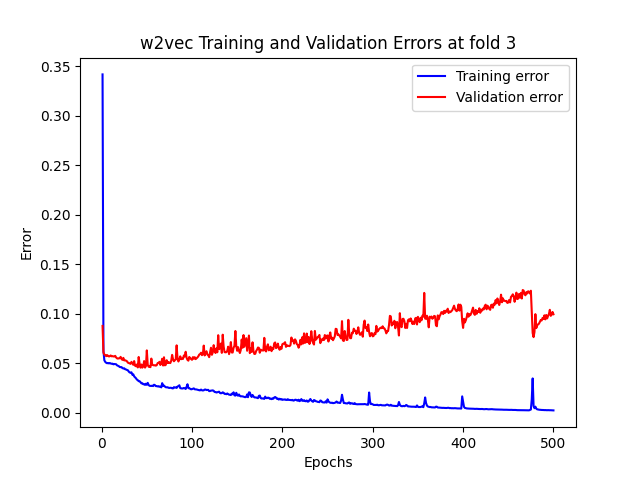 w2vec Training and Validation Errors at fold 3
Training error
Validation error
0.35
0.30
0.25
0.20
0.15
0.10
0.05
0.00
Error
0
100
200
300
400
500
Epochs